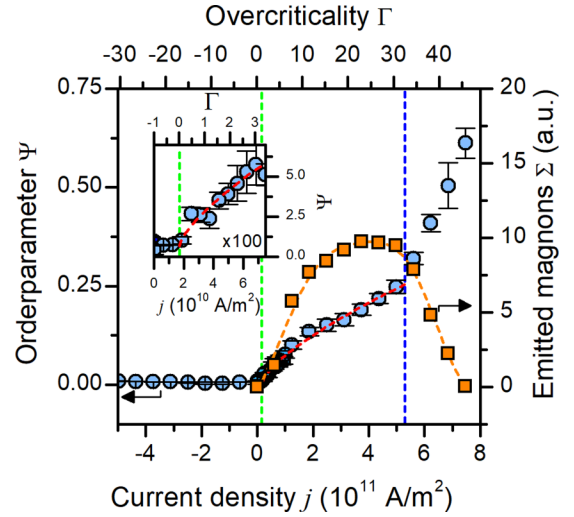 Overcriticality Γ
-30 -20 -10 0 10 20 30 40
Orderparameter Ψ
0.75
0.50
0.25
0.00
Γ
-1 0 1 2 3
5.0
2.5
0.0
Ψ
x100
0 2 4 6
j (10¹⁰ A/m²)
20
15
10
5
0
Emitted magnons Σ (a.u.)
-4 -2 0 2 4 6 8
Current density j (10¹¹ A/m²)